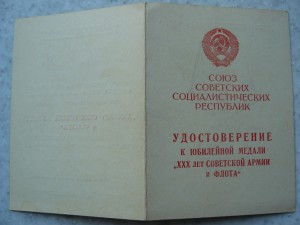 СОЮЗ
СОВЕТСКИХ
СОЦИАЛИСТИЧЕСКИХ
РЕСПУБЛИК
УДОСТОВЕРЕНИЕ
К ЮБИЛЕЙНОЙ МЕДАЛИ
„XXX ЛЕТ СОВЕТСКОЙ АРМИИ
И ФЛОТА“